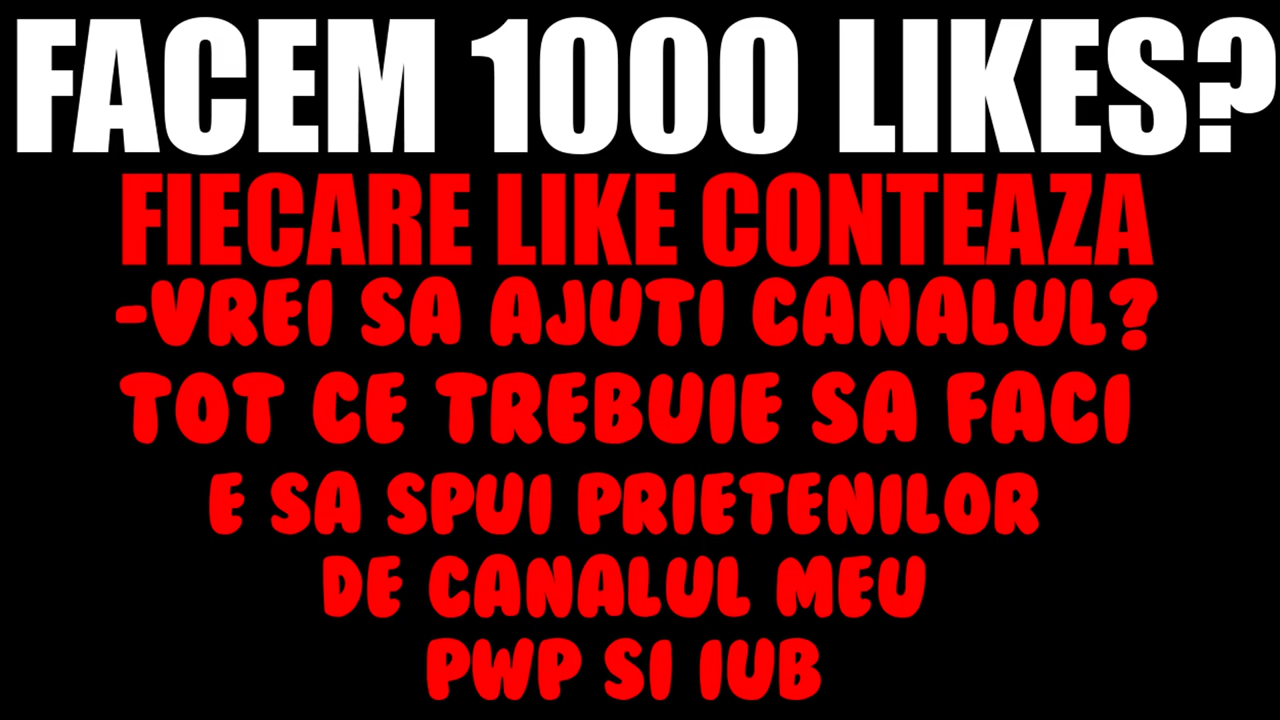 FACEM 1000 LIKES?
FIECARE LIKE CONTEAZA
-VREI SA AJUTI CANALUL?
TOT CE TREBUIE SA FACI
E SA SPUI PRIETENILOR
DE CANALUL MEU
PWP SI IUB